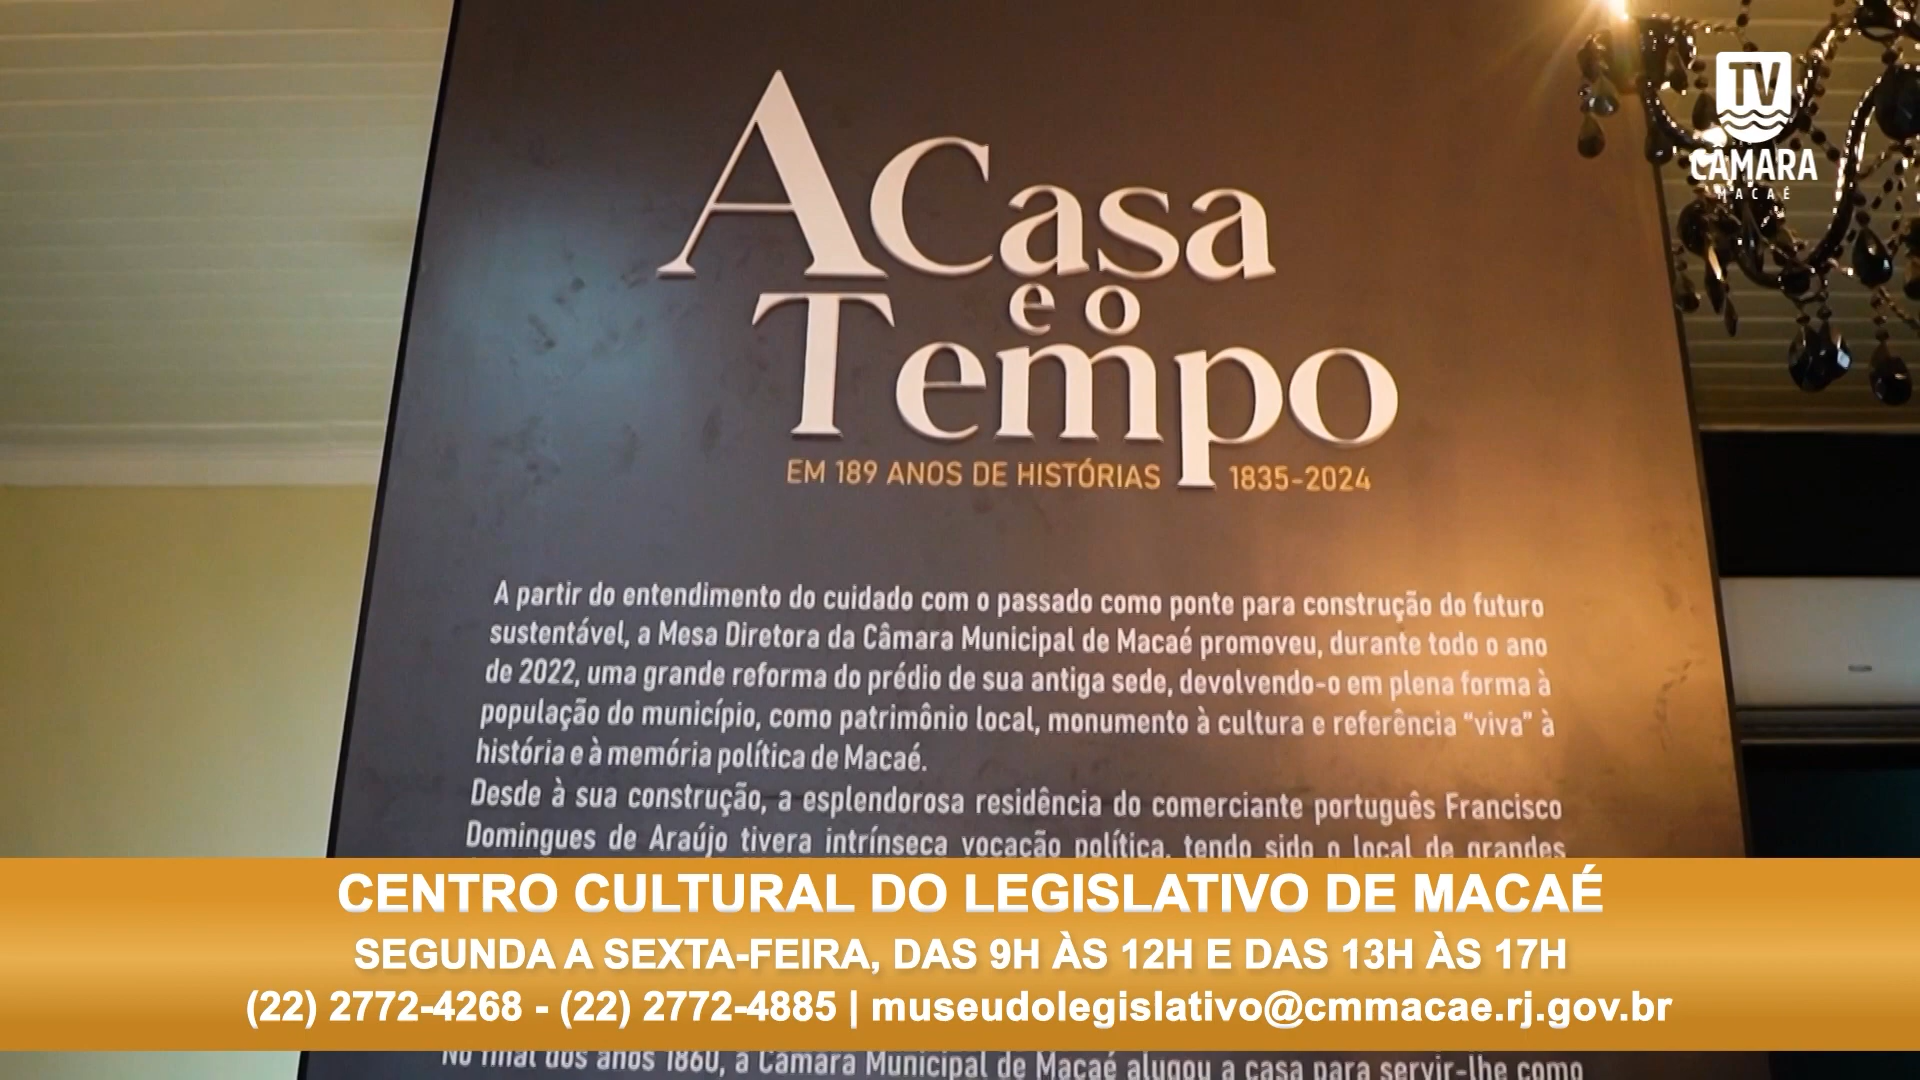 TV
CÂMARA
MACAÉ
A Casa
e o
Tempo
EM 189 ANOS DE HISTÓRIAS 1835-2024
A partir do entendimento do cuidado com o passado como ponte para construção do futuro
sustentável, a Mesa Diretora da Câmara Municipal de Macaé promoveu, durante todo o ano
de 2022, uma grande reforma do prédio de sua antiga sede, devolvendo-o em plena forma à
população do município, como patrimônio local, monumento à cultura e referência “viva” à
história e à memória política de Macaé.
Desde à sua construção, a esplendorosa residência do comerciante português Francisco
Domingues de Araújo tivera intrínseca vocação política, tendo sido o local de grandes
CENTRO CULTURAL DO LEGISLATIVO DE MACAÉ
SEGUNDA A SEXTA-FEIRA, DAS 9H ÀS 12H E DAS 13H ÀS 17H
(22) 2772-4268 - (22) 2772-4885 | museudolegislativo@cmmacae.rj.gov.br
No final dos anos 1860, a Câmara Municipal de Macaé alugou a casa para servir-lhe como